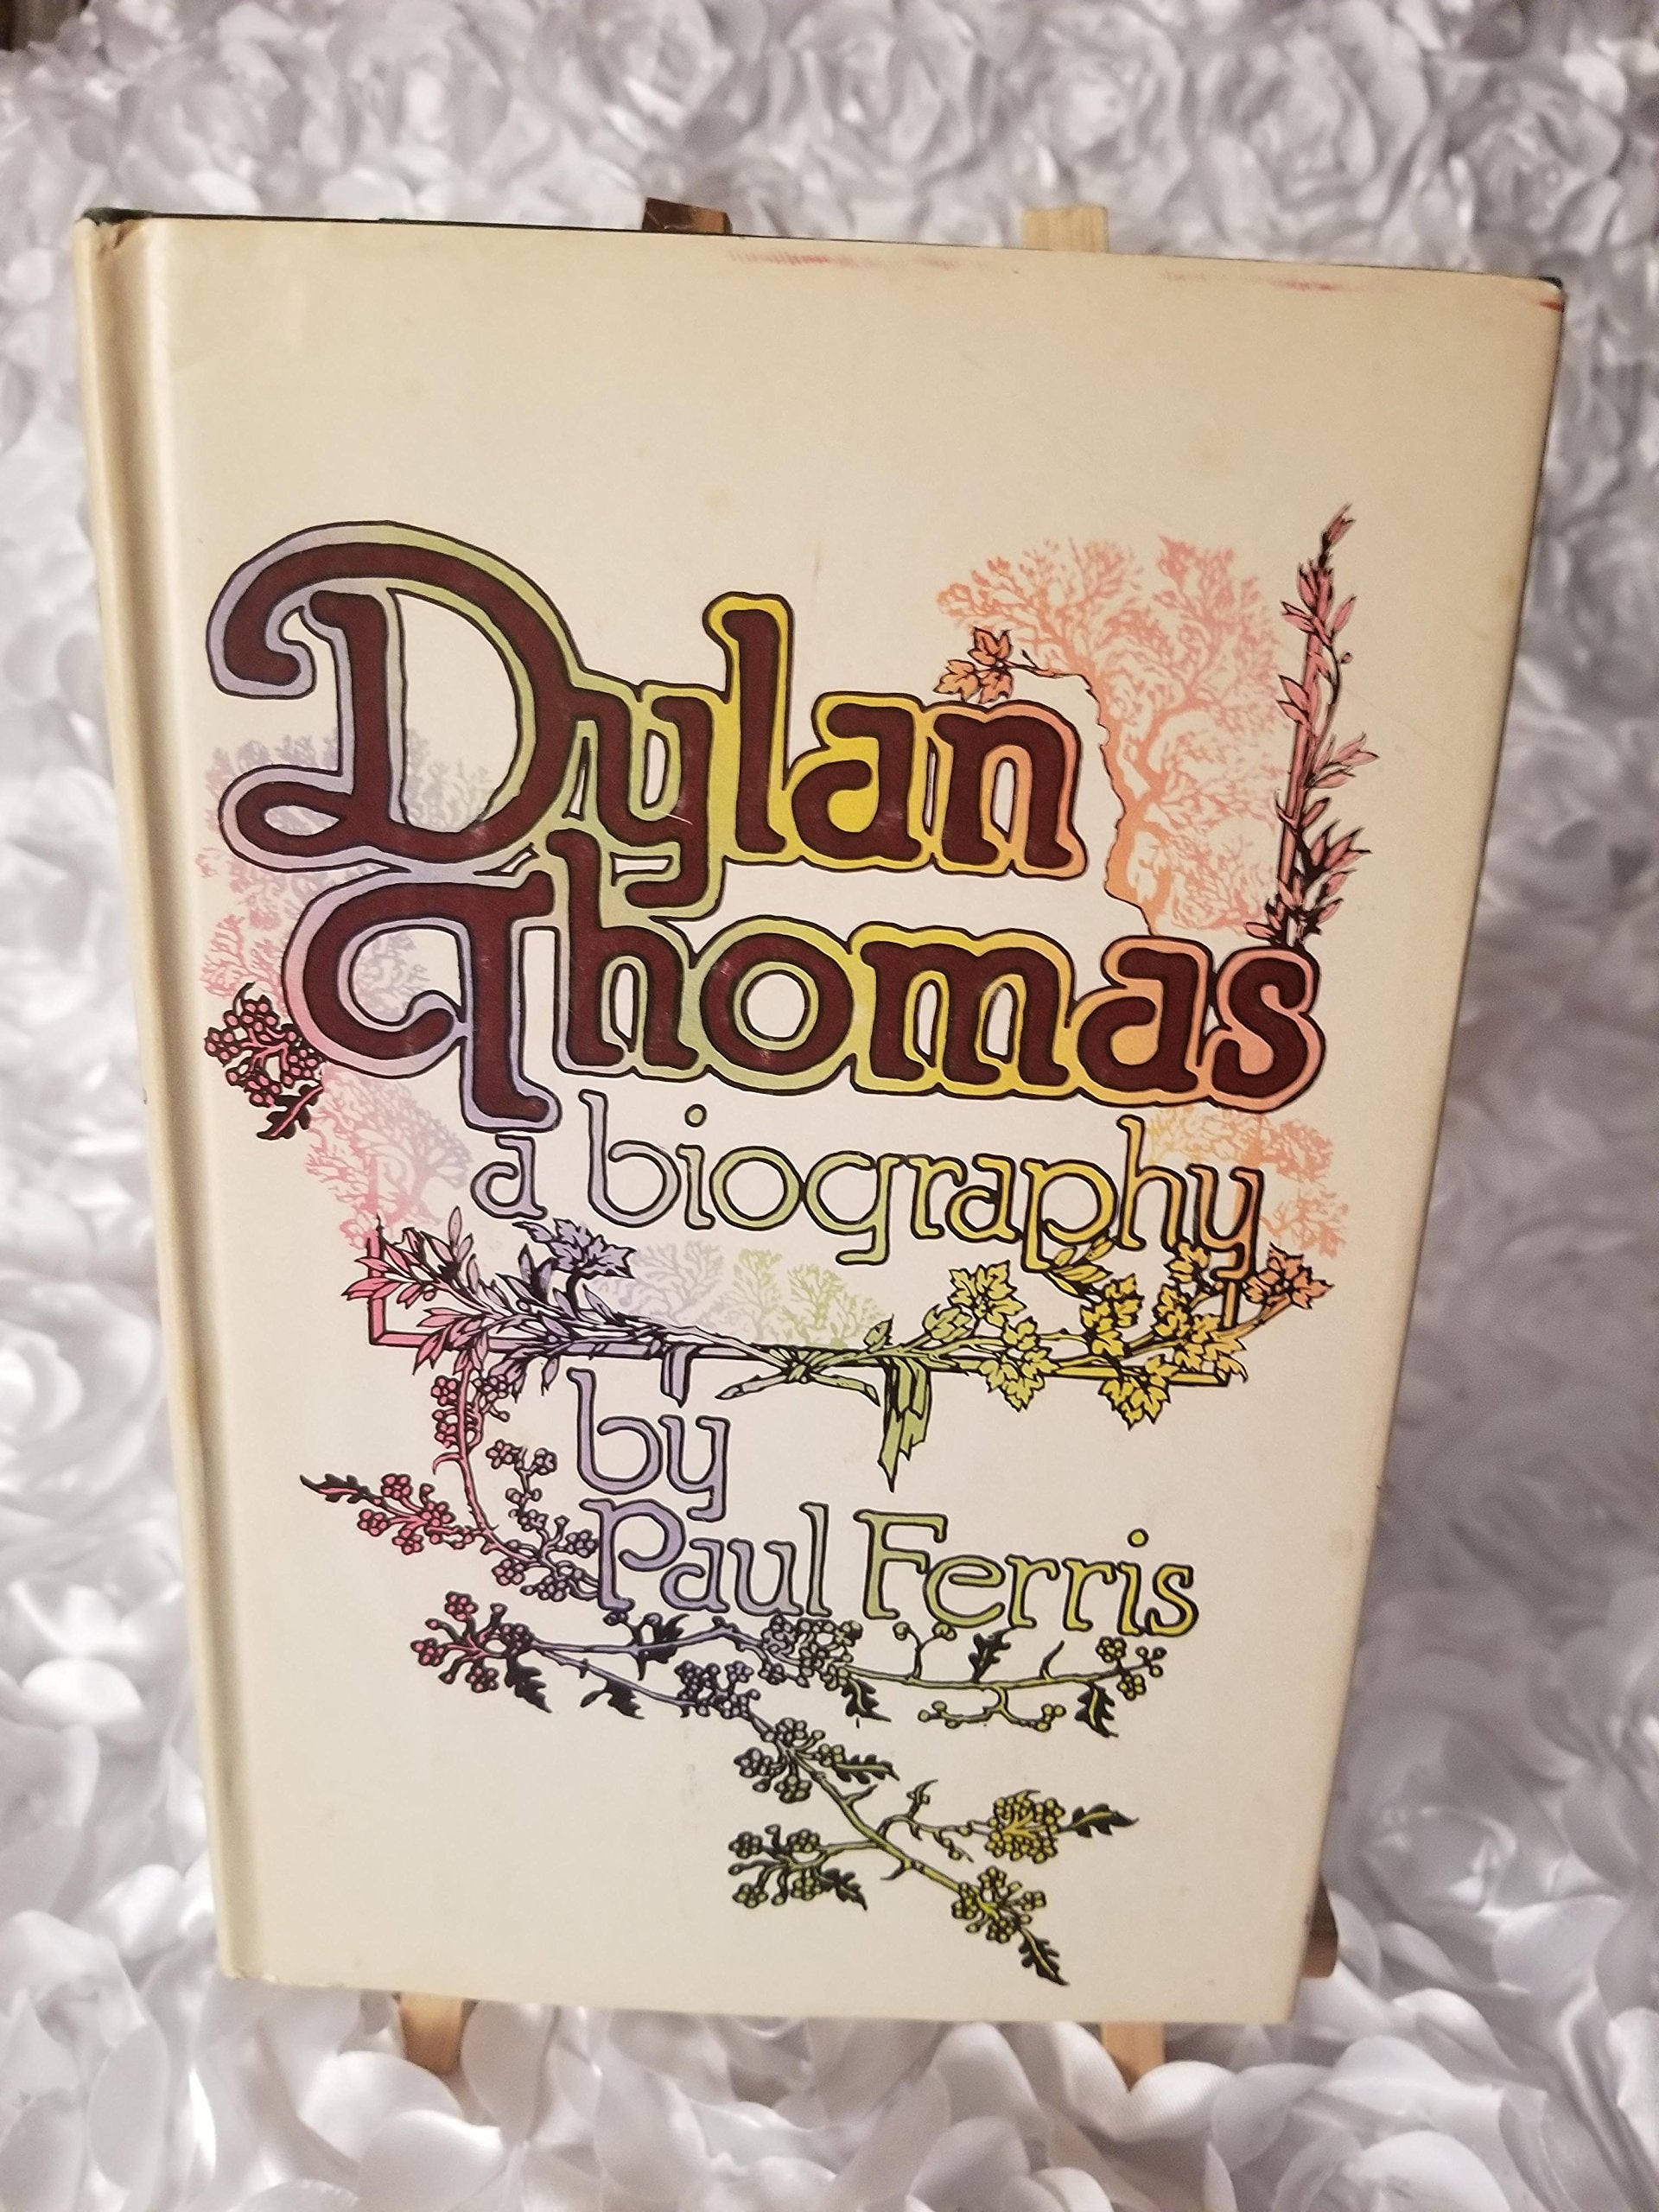 Dylan
Thomas
a biography
by
Paul Ferris